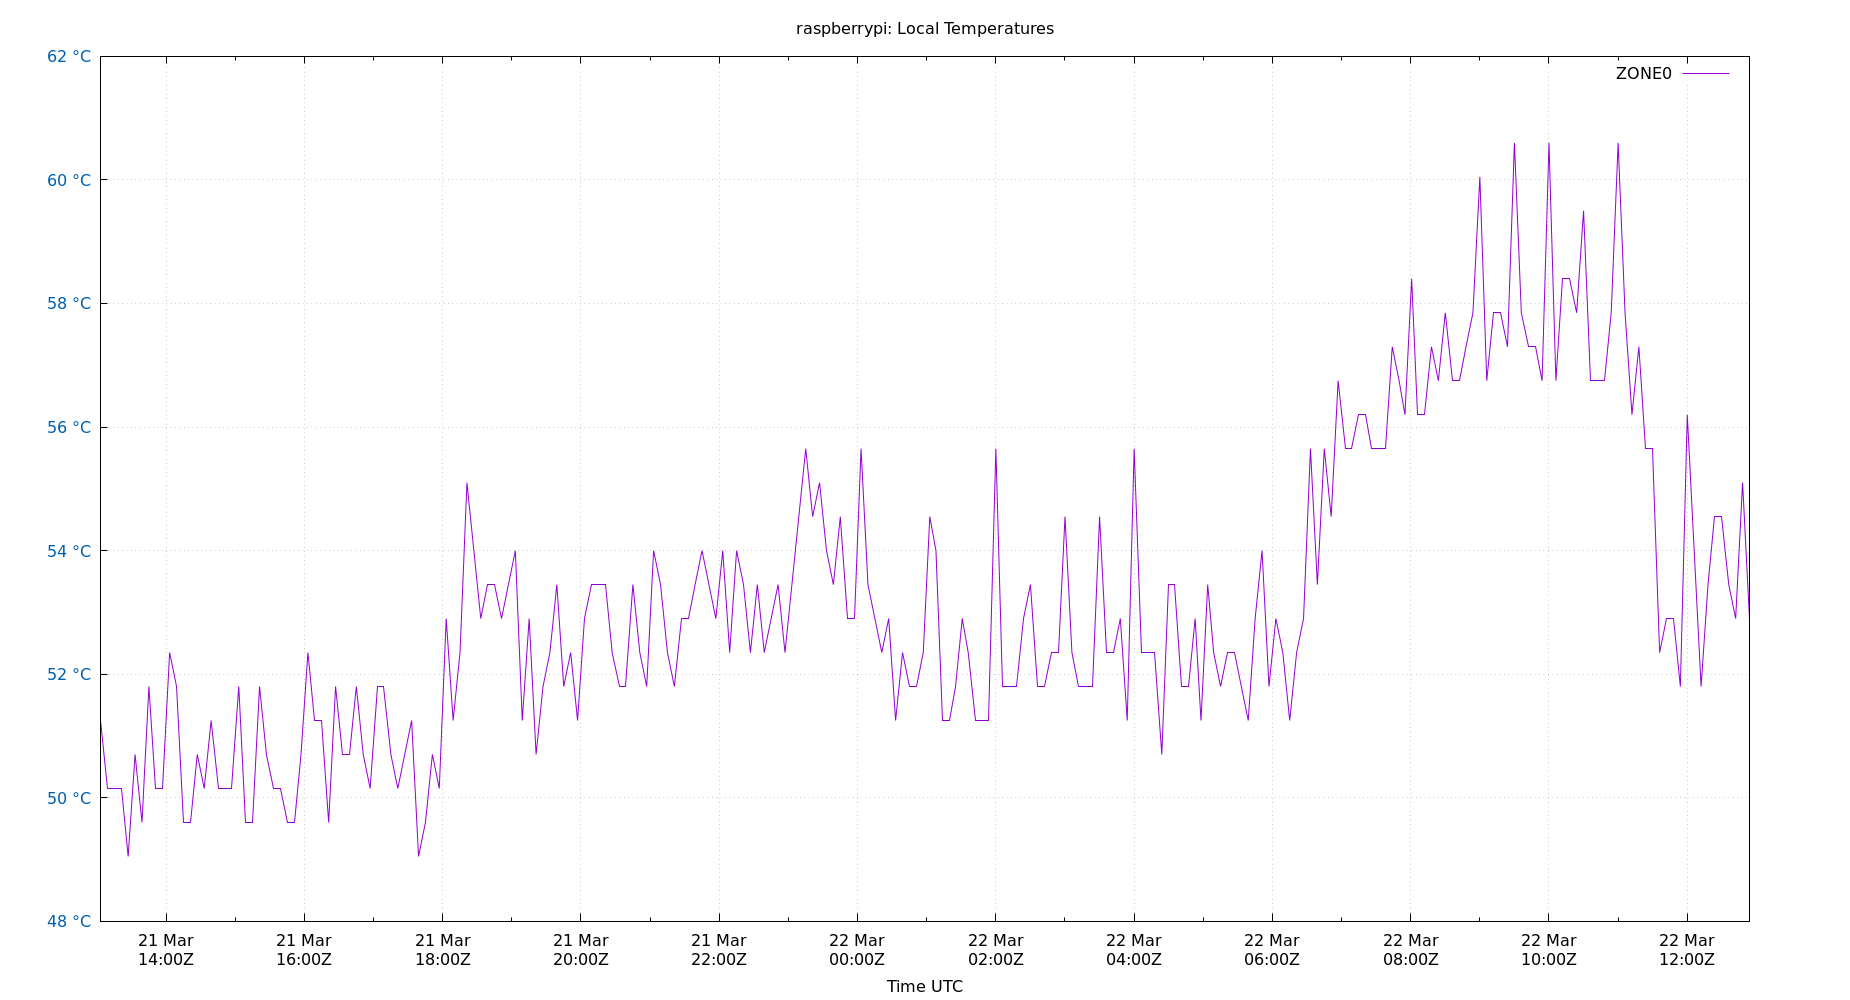 raspberrypi: Local Temperatures
62 °C
ZONE0
60 °C
58 °C
56 °C
54 °C
52 °C
50 °C
48 °C
21 Mar 21 Mar 21 Mar 21 Mar 21 Mar 22 Mar 22 Mar 22 Mar 22 Mar 22 Mar 22 Mar 22 Mar
14:00Z 16:00Z 18:00Z 20:00Z 22:00Z 00:00Z 02:00Z 04:00Z 06:00Z 08:00Z 10:00Z 12:00Z
Time UTC